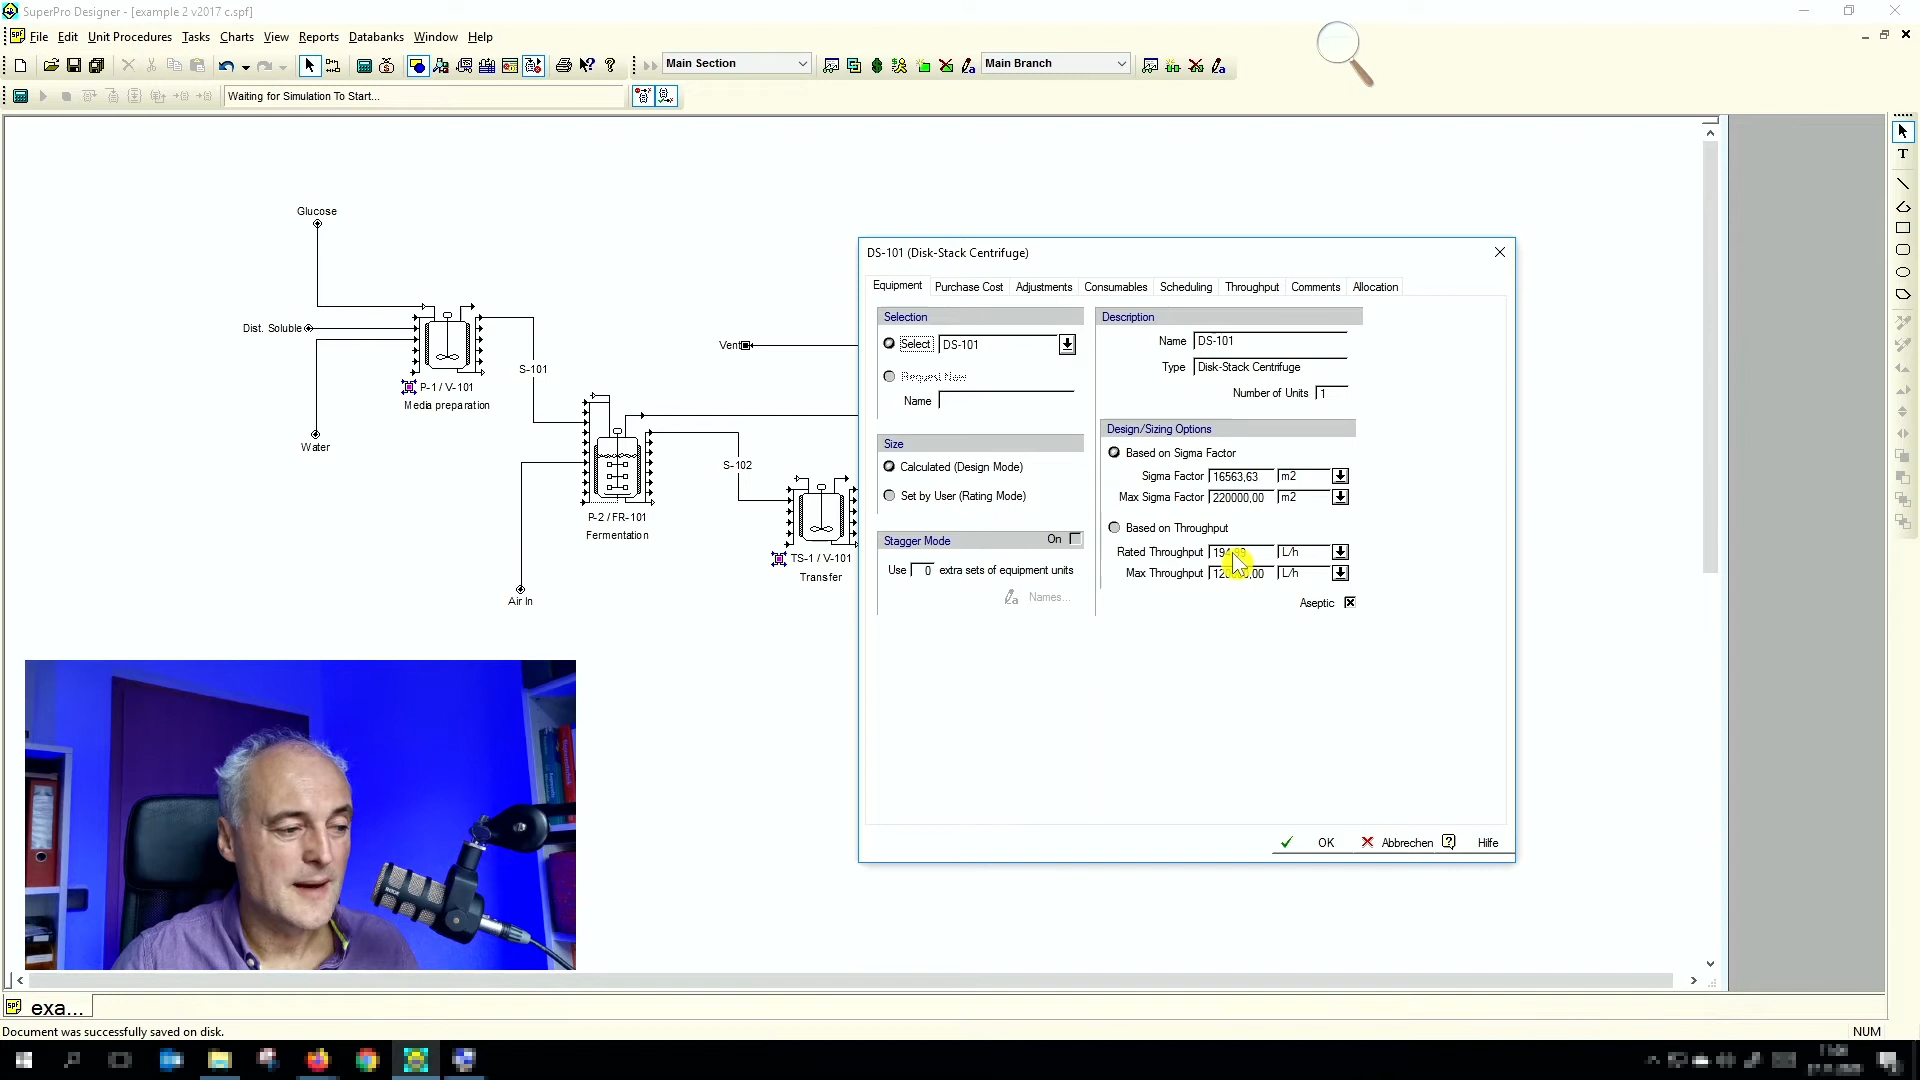 SuperPro Designer - [example 2 v2017 c.spf]
File Edit Unit Procedures Tasks Charts View Reports Databanks Window Help
Main Section
Main Branch
Waiting for Simulation To Start...
Glucose
Dist. Soluble
Water
P-1 / V-101
Media preparation
S-101
Vent
P-2 / FR-101
Fermentation
S-102
Air In
TS-1 / V-101
Transfer
DS-101 (Disk-Stack Centrifuge)
Equipment Purchase Cost Adjustments Consumables Scheduling Throughput Comments Allocation
Selection
Select DS-101
Request New
Name
Size
Calculated (Design Mode)
Set by User (Rating Mode)
Stagger Mode On
Use 0 extra sets of equipment units
Names...
Description
Name DS-101
Type Disk-Stack Centrifuge
Number of Units 1
Design/Sizing Options
Based on Sigma Factor
Sigma Factor 16563,63 m2
Max Sigma Factor 220000,00 m2
Based on Throughput
Rated Throughput L/h
Max Throughput L/h
Aseptic
OK Abbrechen Hilfe
exa...
Document was successfully saved on disk.
NUM